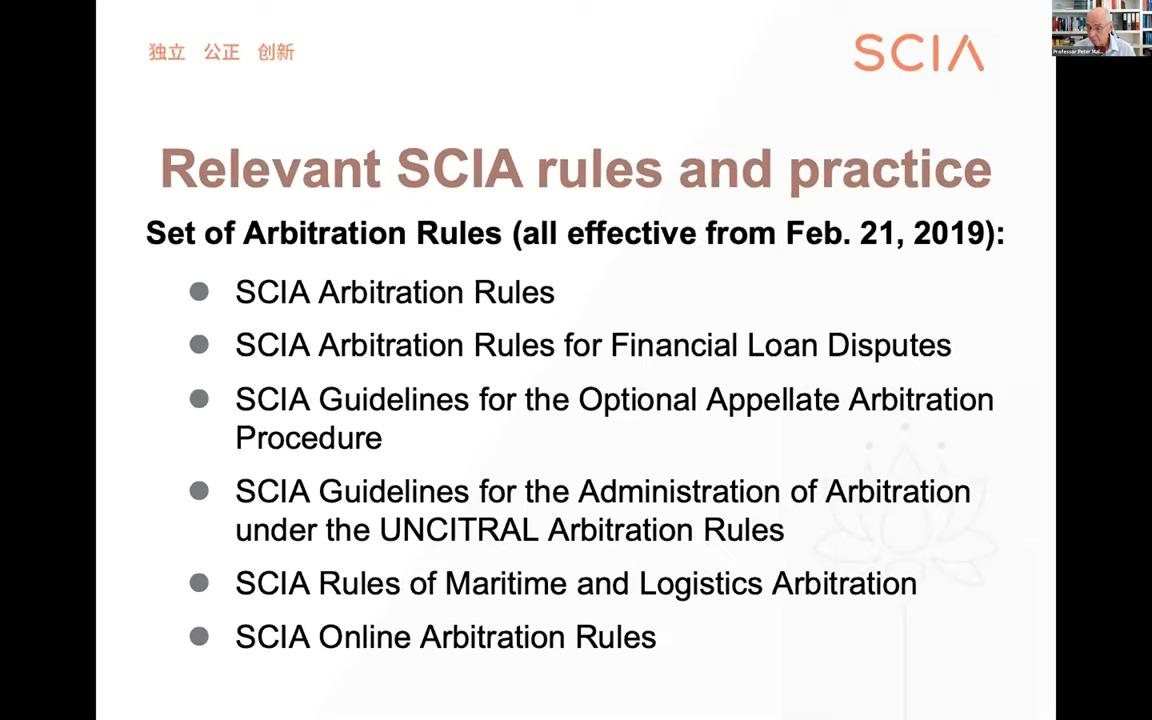 独立 公正 创新
SCIA
Professor Peter Mal...
Relevant SCIA rules and practice
Set of Arbitration Rules (all effective from Feb. 21, 2019):
SCIA Arbitration Rules
SCIA Arbitration Rules for Financial Loan Disputes
SCIA Guidelines for the Optional Appellate Arbitration
Procedure
SCIA Guidelines for the Administration of Arbitration
under the UNCITRAL Arbitration Rules
SCIA Rules of Maritime and Logistics Arbitration
SCIA Online Arbitration Rules